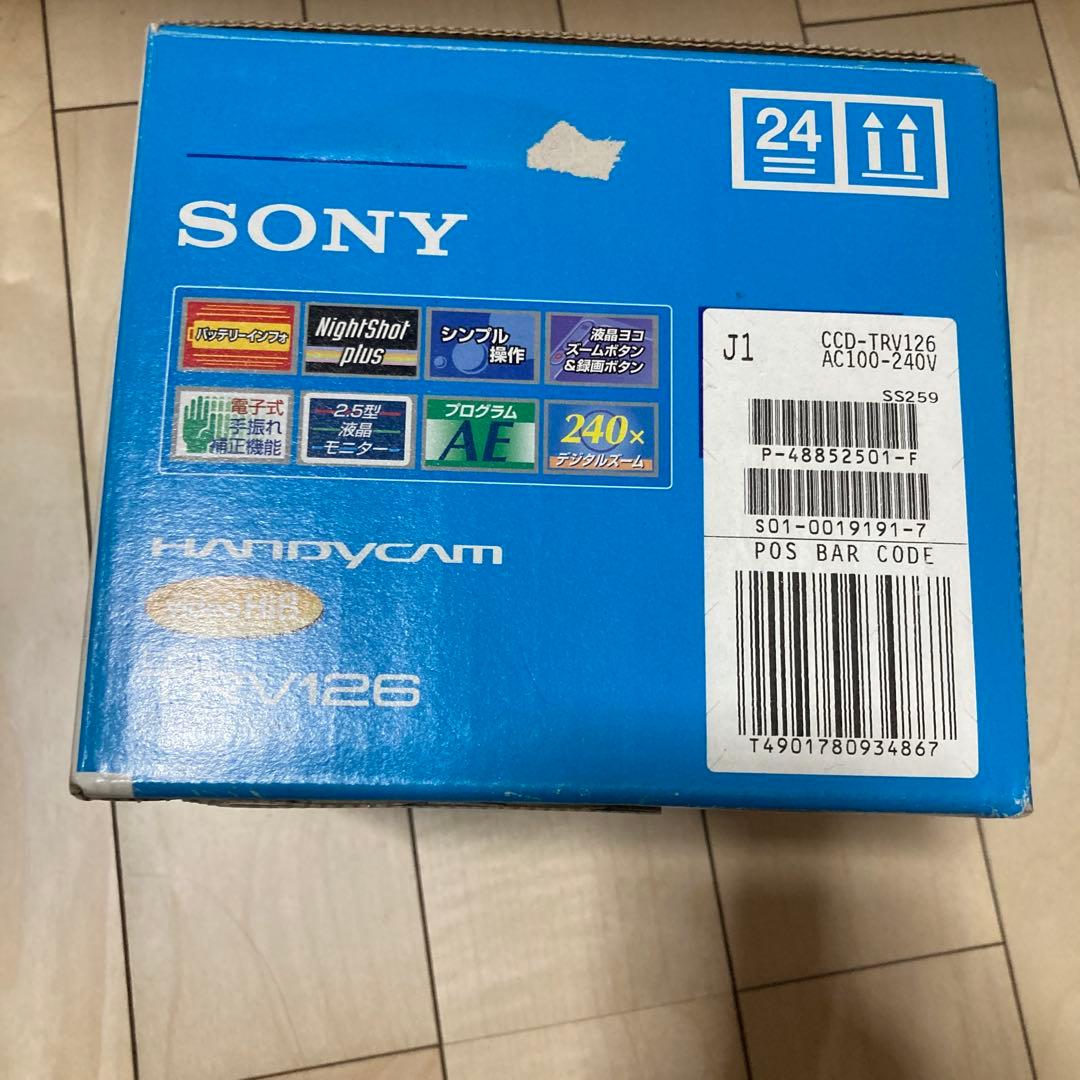 24
SONY
バッテリーインフォ
NightShot
plus
シンプル
操作
液晶ヨコ
ズームボタン
&録画ボタン
電子式
手振れ
補正機能
2.5型
液晶
モニター
プログラム
AE
240×
デジタルズーム
HANDYCAM
Video Hi8
TRV126
J1
CCD-TRV126
AC100-240V
SS259
P-48852501-F
S01-0019191-7
POS BAR CODE
T4901780934867